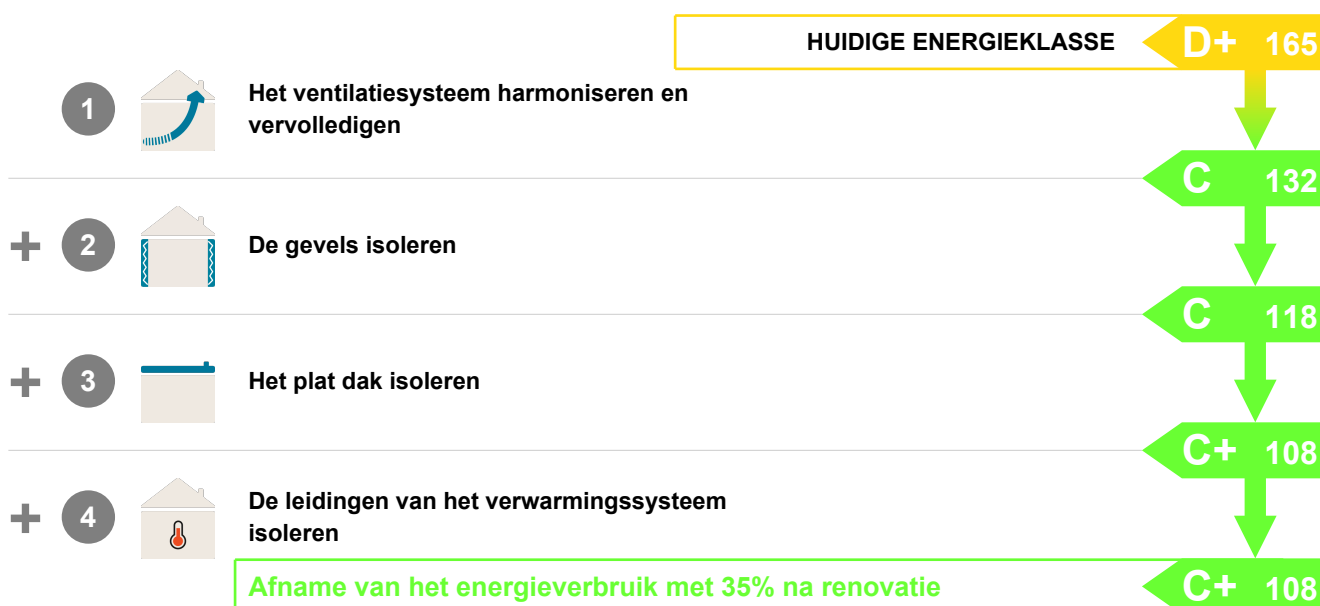 HUIDIGE ENERGIEKLASSE D+ 165
1 Het ventilatiesysteem harmoniseren en
vervolledigen
C 132
+ 2 De gevels isoleren
C 118
+ 3 Het plat dak isoleren
C+ 108
+ 4 De leidingen van het verwarmingssysteem
isoleren
Afname van het energieverbruik met 35% na renovatie C+ 108